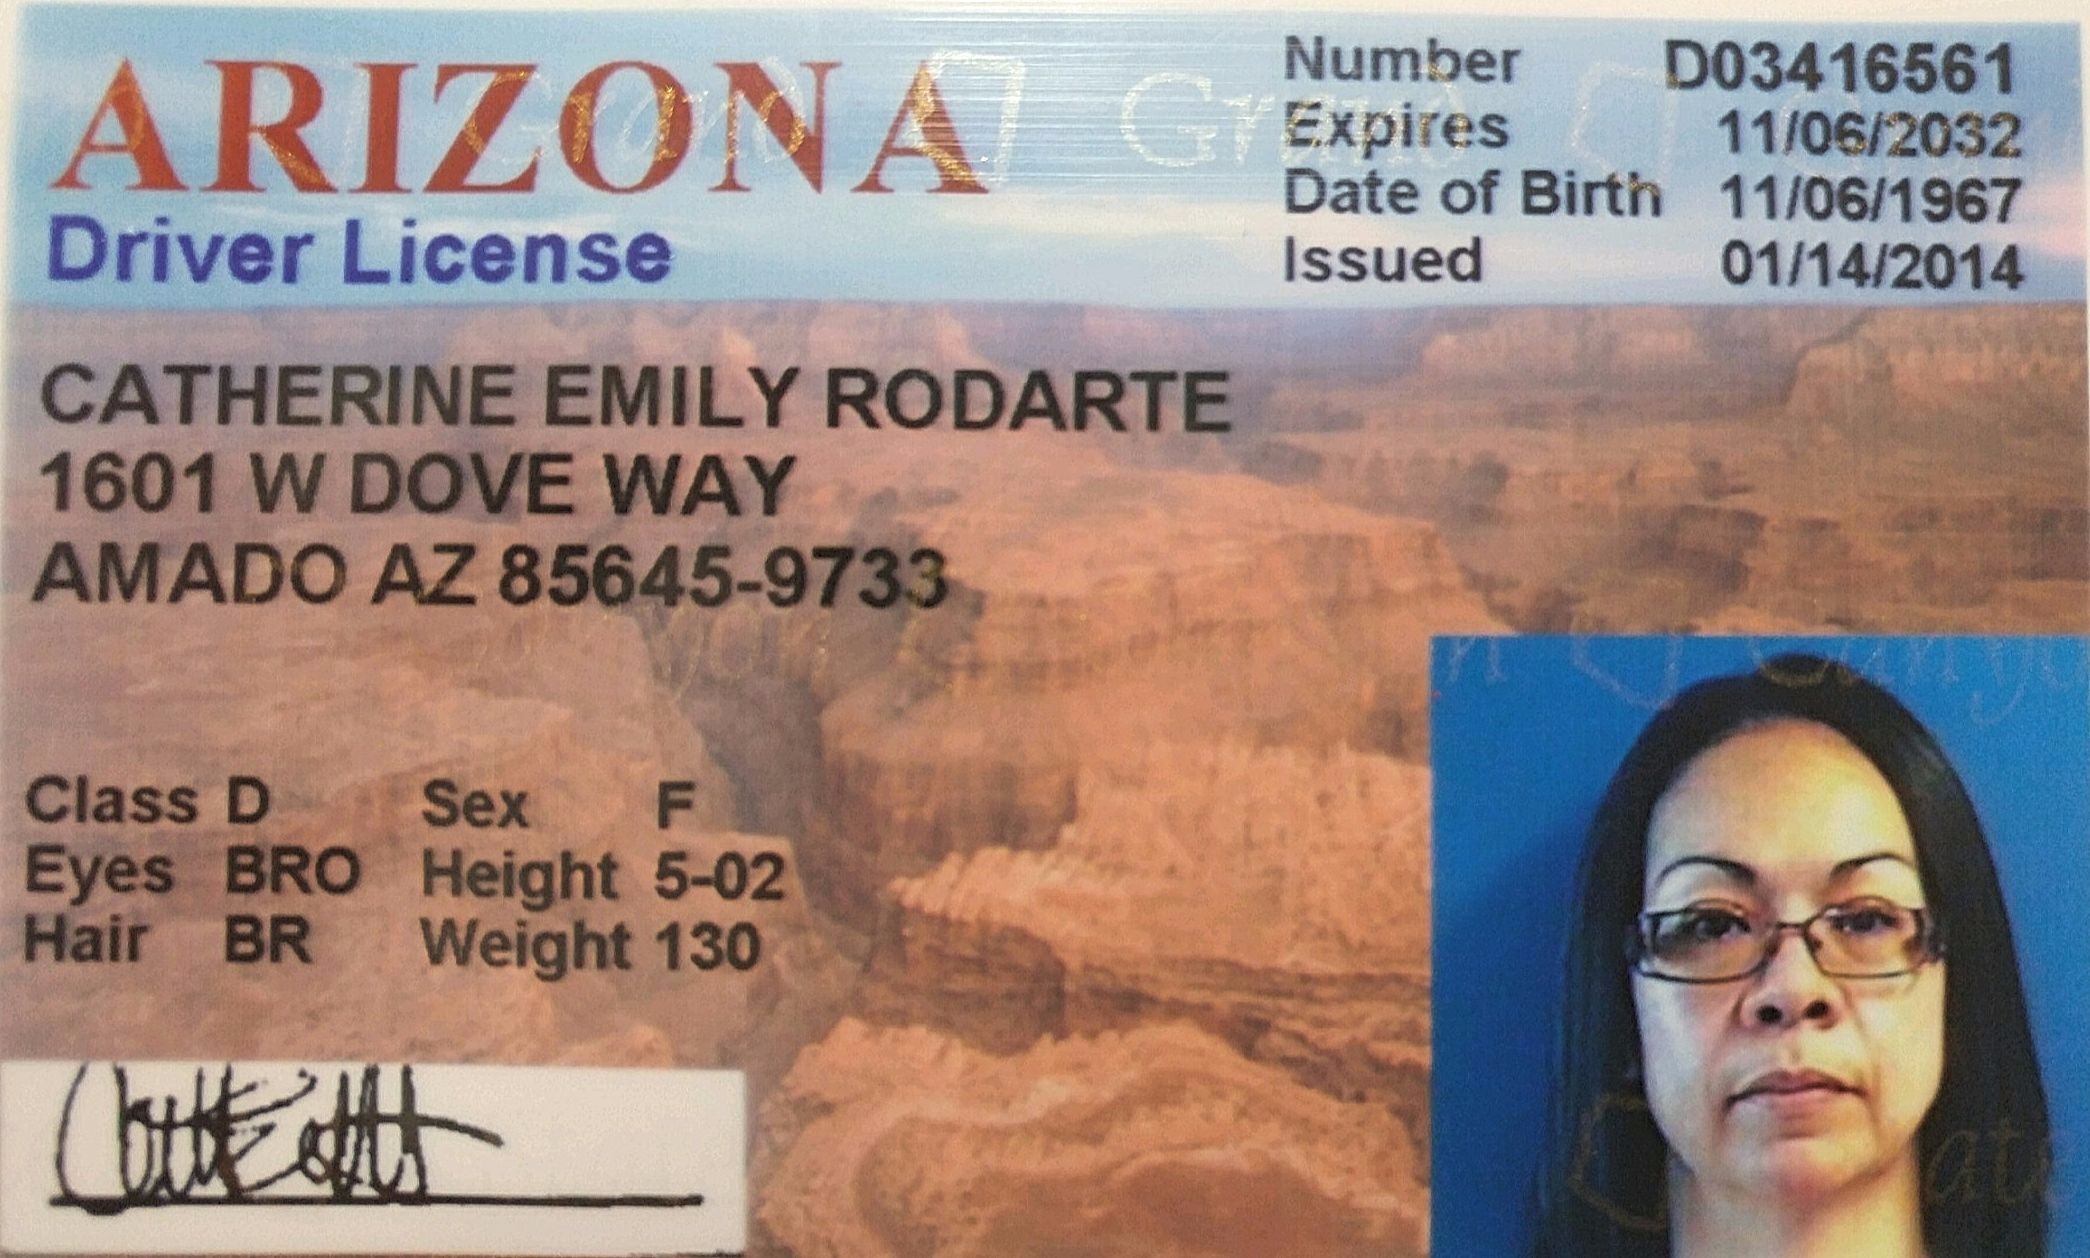 ARIZONA
Driver License
Number D03416561
Expires 11/06/2032
Date of Birth 11/06/1967
Issued 01/14/2014
CATHERINE EMILY RODARTE
1601 W DOVE WAY
AMADO AZ 85645-9733
Class D Sex F
Eyes BRO Height 5-02
Hair BR Weight 130